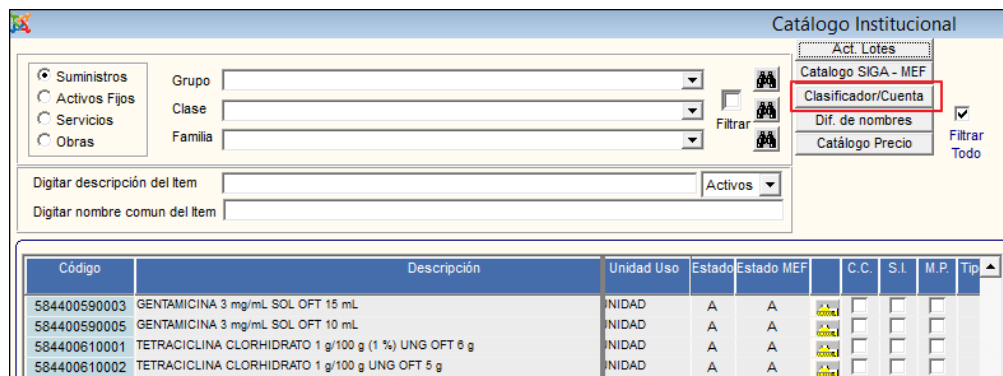 Catálogo Institucional
Act. Lotes
Catalogo SIGA - MEF
Clasificador/Cuenta
Dif. de nombres
Catálogo Precio
Suministros
Activos Fijos
Servicios
Obras
Grupo
Clase
Familia
Filtrar
Filtrar
Todo
Digitar descripción del Item
Activos
Digitar nombre comun del Item
Código Descripción Unidad Uso Estado Estado MEF C.C. S.I. M.P. Tip
584400590003 GENTAMICINA 3 mg/mL SOL OFT 15 mL UNIDAD A A
584400590005 GENTAMICINA 3 mg/mL SOL OFT 10 mL UNIDAD A A
584400610001 TETRACICLINA CLORHIDRATO 1 g/100 g (1 %) UNG OFT 6 g UNIDAD A A
584400610002 TETRACICLINA CLORHIDRATO 1 g/100 g UNG OFT 5 g UNIDAD A A